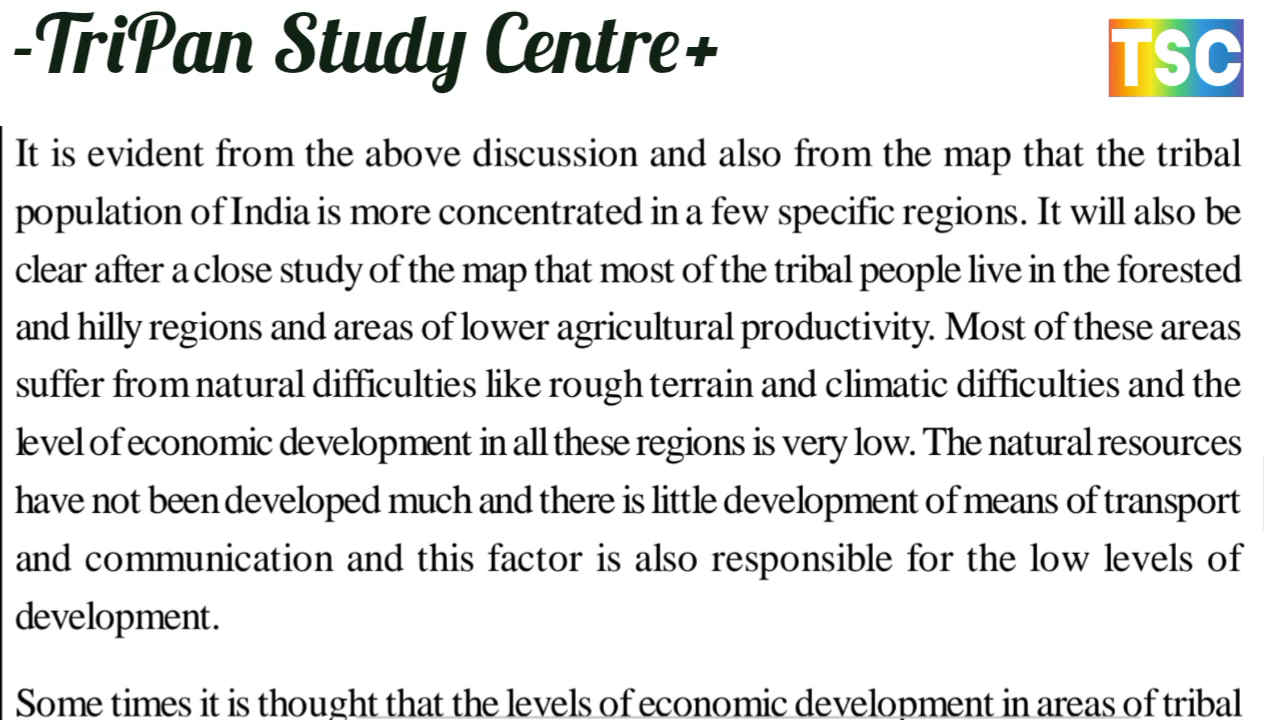 -TriPan Study Centre+
TSC
It is evident from the above discussion and also from the map that the tribal
population of India is more concentrated in a few specific regions. It will also be
clear after a close study of the map that most of the tribal people live in the forested
and hilly regions and areas of lower agricultural productivity. Most of these areas
suffer from natural difficulties like rough terrain and climatic difficulties and the
level of economic development in all these regions is very low. The natural resources
have not been developed much and there is little development of means of transport
and communication and this factor is also responsible for the low levels of
development.
Some times it is thought that the levels of economic development in areas of tribal